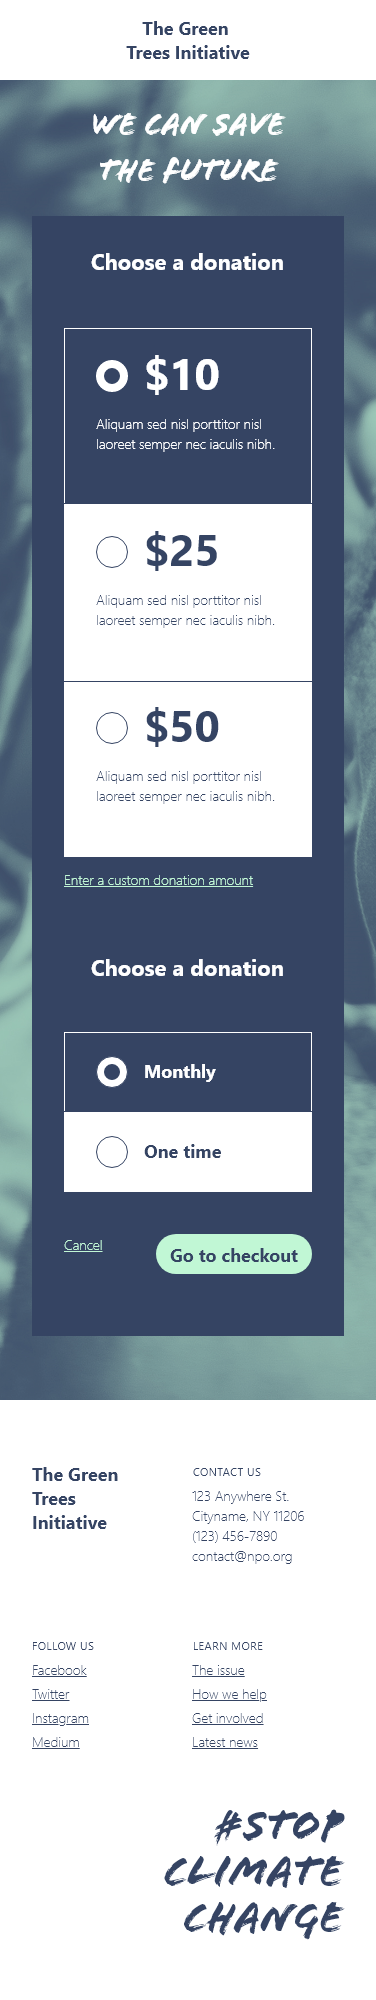 The Green
Trees Initiative
WE CAN SAVE
THE FUTURE
Choose a donation
$10
Aliquam sed nisl porttitor nisl
laoreet semper nec iaculis nibh.
$25
Aliquam sed nisl porttitor nisl
laoreet semper nec iaculis nibh.
$50
Aliquam sed nisl porttitor nisl
laoreet semper nec iaculis nibh.
Enter a custom donation amount
Choose a donation
Monthly
One time
Cancel
Go to checkout
The Green
Trees
Initiative
CONTACT US
123 Anywhere St.
Cityname, NY 11206
(123) 456-7890
contact@npo.org
FOLLOW US
Facebook
Twitter
Instagram
Medium
LEARN MORE
The issue
How we help
Get involved
Latest news
#STOP
CLIMATE
CHANGE